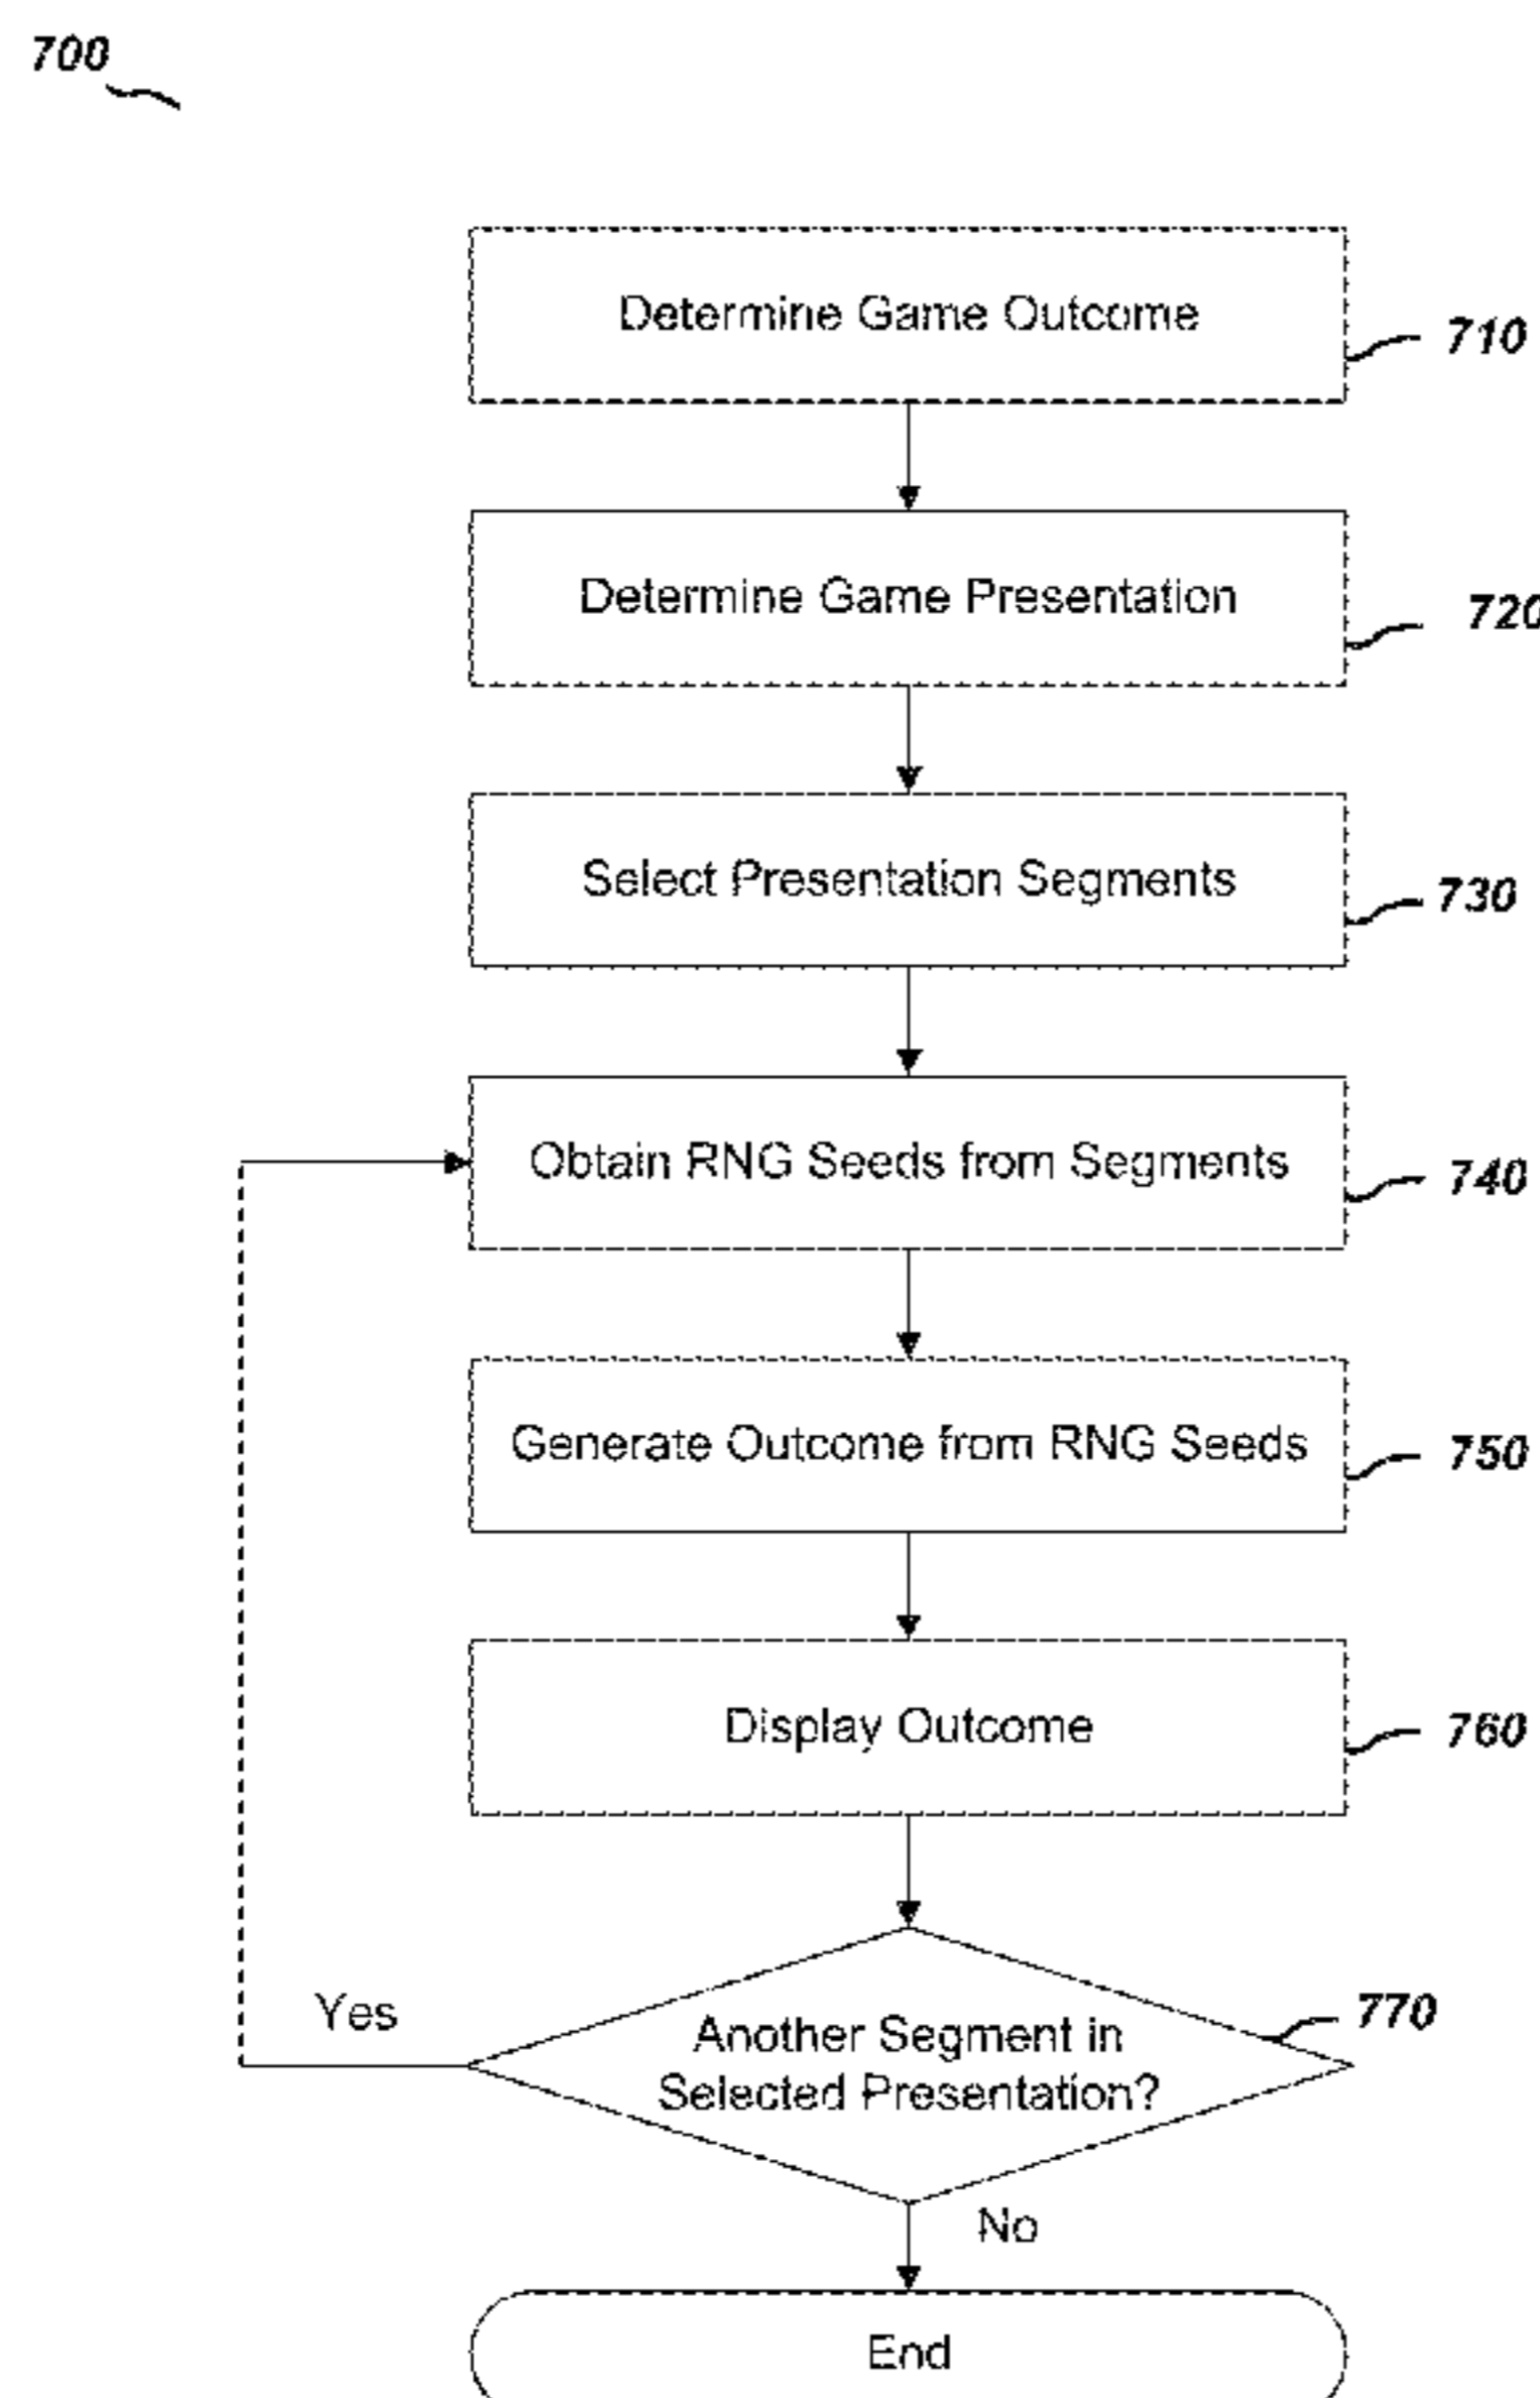 700
Determine Game Outcome
710
Determine Game Presentation
720
Select Presentation Segments
730
Obtain RNG Seeds from Segments
740
Generate Outcome from RNG Seeds
750
Display Outcome
760
Another Segment in
Selected Presentation?
770
Yes
No
End